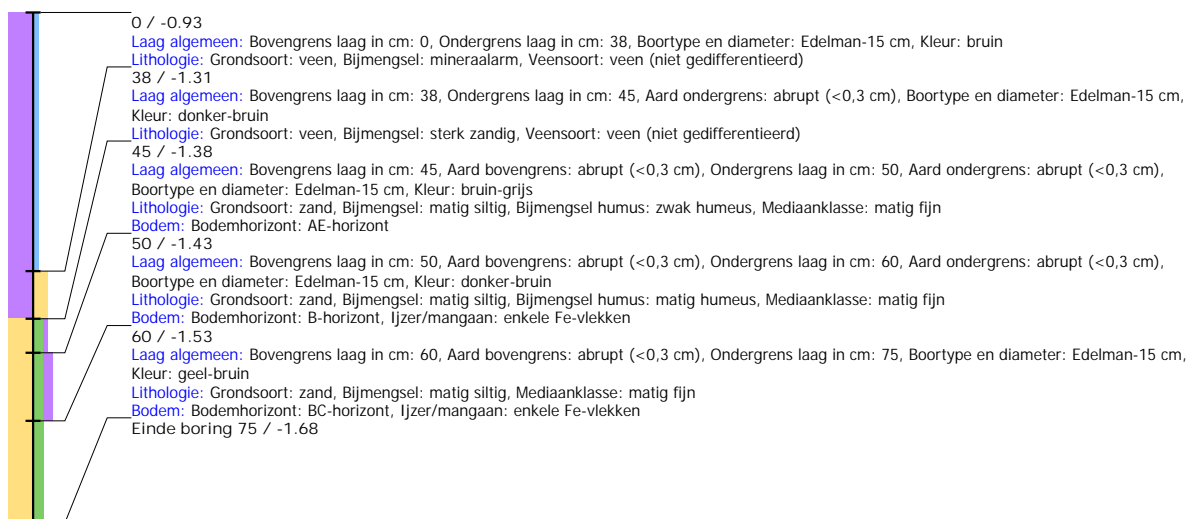 0 / -0.93
Laag algemeen: Bovengrens laag in cm: 0, Ondergrens laag in cm: 38, Boortype en diameter: Edelman-15 cm, Kleur: bruin
Lithologie: Grondsoort: veen, Bijmengsel: mineraalarm, Veensoort: veen (niet gedifferentieerd)
38 / -1.31
Laag algemeen: Bovengrens laag in cm: 38, Ondergrens laag in cm: 45, Aard ondergrens: abrupt (<0,3 cm), Boortype en diameter: Edelman-15 cm,
Kleur: donker-bruin
Lithologie: Grondsoort: veen, Bijmengsel: sterk zandig, Veensoort: veen (niet gedifferentieerd)
45 / -1.38
Laag algemeen: Bovengrens laag in cm: 45, Aard bovengrens: abrupt (<0,3 cm), Ondergrens laag in cm: 50, Aard ondergrens: abrupt (<0,3 cm),
Boortype en diameter: Edelman-15 cm, Kleur: bruin-grijs
Lithologie: Grondsoort: zand, Bijmengsel: matig siltig, Bijmengsel humus: zwak humeus, Mediaanklasse: matig fijn
Bodem: Bodemhorizont: AE-horizont
50 / -1.43
Laag algemeen: Bovengrens laag in cm: 50, Aard bovengrens: abrupt (<0,3 cm), Ondergrens laag in cm: 60, Aard ondergrens: abrupt (<0,3 cm),
Boortype en diameter: Edelman-15 cm, Kleur: donker-bruin
Lithologie: Grondsoort: zand, Bijmengsel: matig siltig, Bijmengsel humus: matig humeus, Mediaanklasse: matig fijn
Bodem: Bodemhorizont: B-horizont, Ijzer/mangaan: enkele Fe-vlekken
60 / -1.53
Laag algemeen: Bovengrens laag in cm: 60, Aard bovengrens: abrupt (<0,3 cm), Ondergrens laag in cm: 75, Boortype en diameter: Edelman-15 cm,
Kleur: geel-bruin
Lithologie: Grondsoort: zand, Bijmengsel: matig siltig, Mediaanklasse: matig fijn
Bodem: Bodemhorizont: BC-horizont, Ijzer/mangaan: enkele Fe-vlekken
Einde boring 75 / -1.68